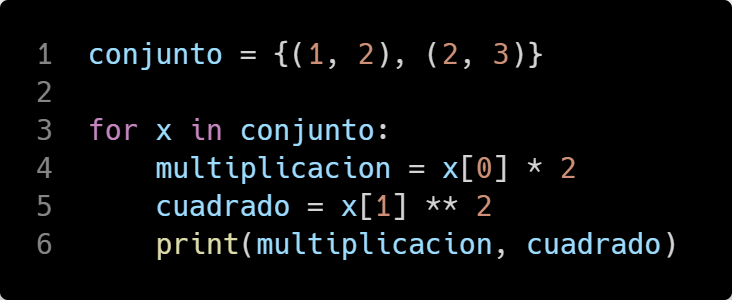 1 conjunto = {(1, 2), (2, 3)}
2
3 for x in conjunto:
4     multiplicacion = x[0] * 2
5     cuadrado = x[1] ** 2
6     print(multiplicacion, cuadrado)